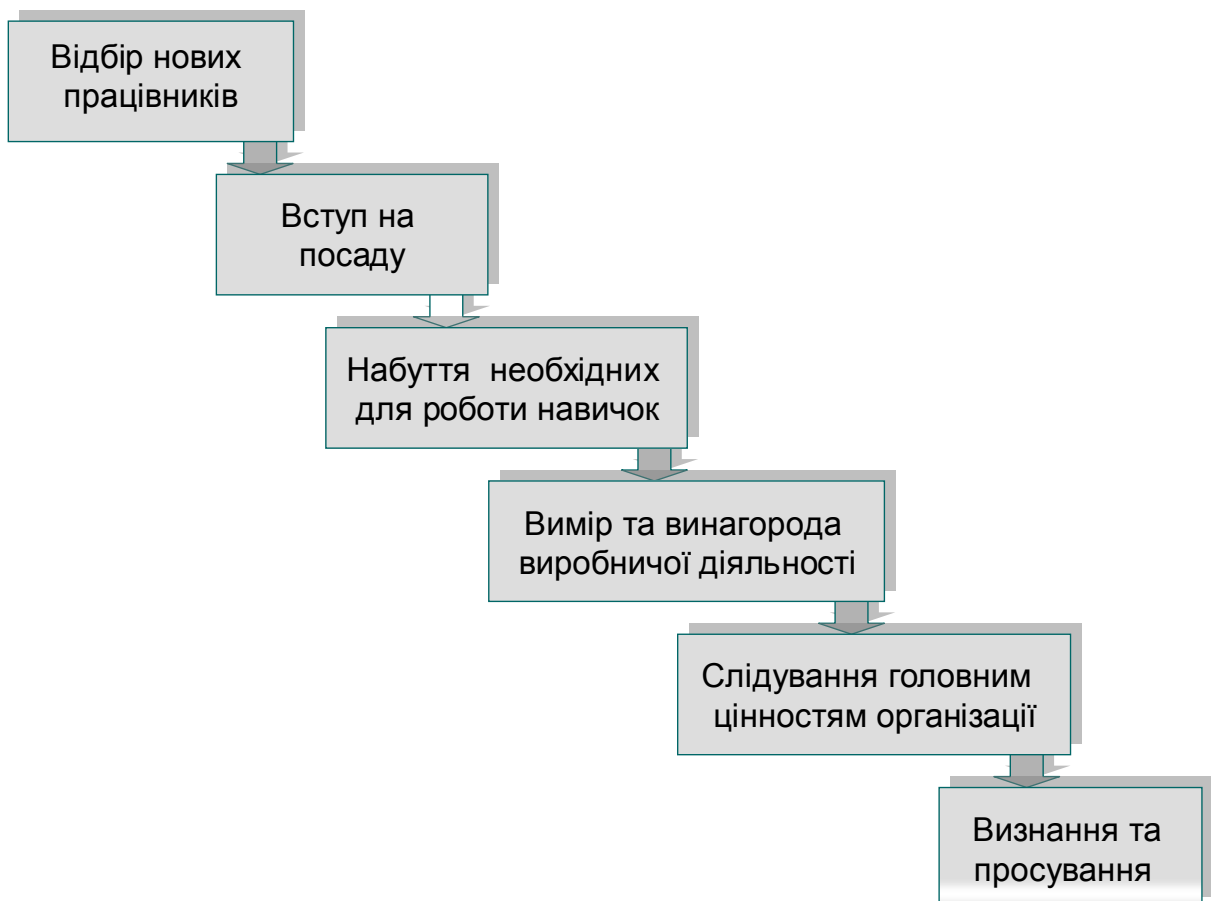 Відбір нових
працівників
Вступ на
посаду
Набуття необхідних
для роботи навичок
Вимір та винагорода
виробничої діяльності
Слідування головним
цінностям організації
Визнання та
просування